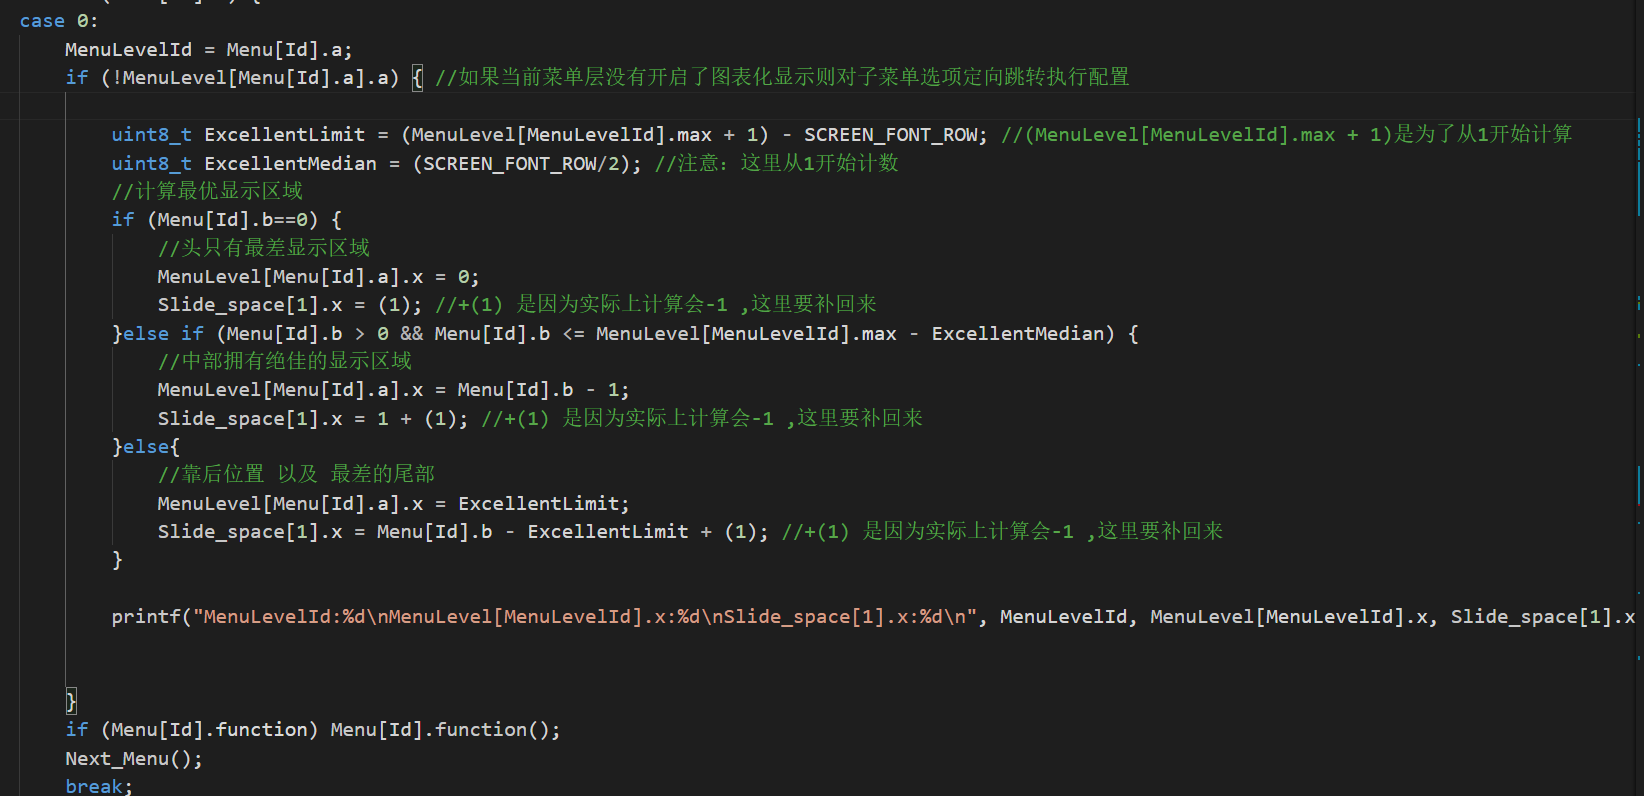 case 0:
MenuLevelId = Menu[Id].a;
if (!MenuLevel[Menu[Id].a].a) { //如果当前菜单层没有开启了图表化显示则对子菜单选项定向跳转执行配置
uint8_t ExcellentLimit = (MenuLevel[MenuLevelId].max + 1) - SCREEN_FONT_ROW; //(MenuLevel[MenuLevelId].max + 1)是为了从1开始计算
uint8_t ExcellentMedian = (SCREEN_FONT_ROW/2); //注意：这里从1开始计数
//计算最优显示区域
if (Menu[Id].b==0) {
//头只有最差显示区域
MenuLevel[Menu[Id].a].x = 0;
Slide_space[1].x = (1); //+(1) 是因为实际上计算会-1 ,这里要补回来
}else if (Menu[Id].b > 0 && Menu[Id].b <= MenuLevel[MenuLevelId].max - ExcellentMedian) {
//中部拥有绝佳的显示区域
MenuLevel[Menu[Id].a].x = Menu[Id].b - 1;
Slide_space[1].x = 1 + (1); //+(1) 是因为实际上计算会-1 ,这里要补回来
}else{
//靠后位置 以及 最差的尾部
MenuLevel[Menu[Id].a].x = ExcellentLimit;
Slide_space[1].x = Menu[Id].b - ExcellentLimit + (1); //+(1) 是因为实际上计算会-1 ,这里要补回来
}
printf("MenuLevelId:%d\nMenuLevel[MenuLevelId].x:%d\nSlide_space[1].x:%d\n", MenuLevelId, MenuLevel[MenuLevelId].x, Slide_space[1].x
}
if (Menu[Id].function) Menu[Id].function();
Next_Menu();
break;